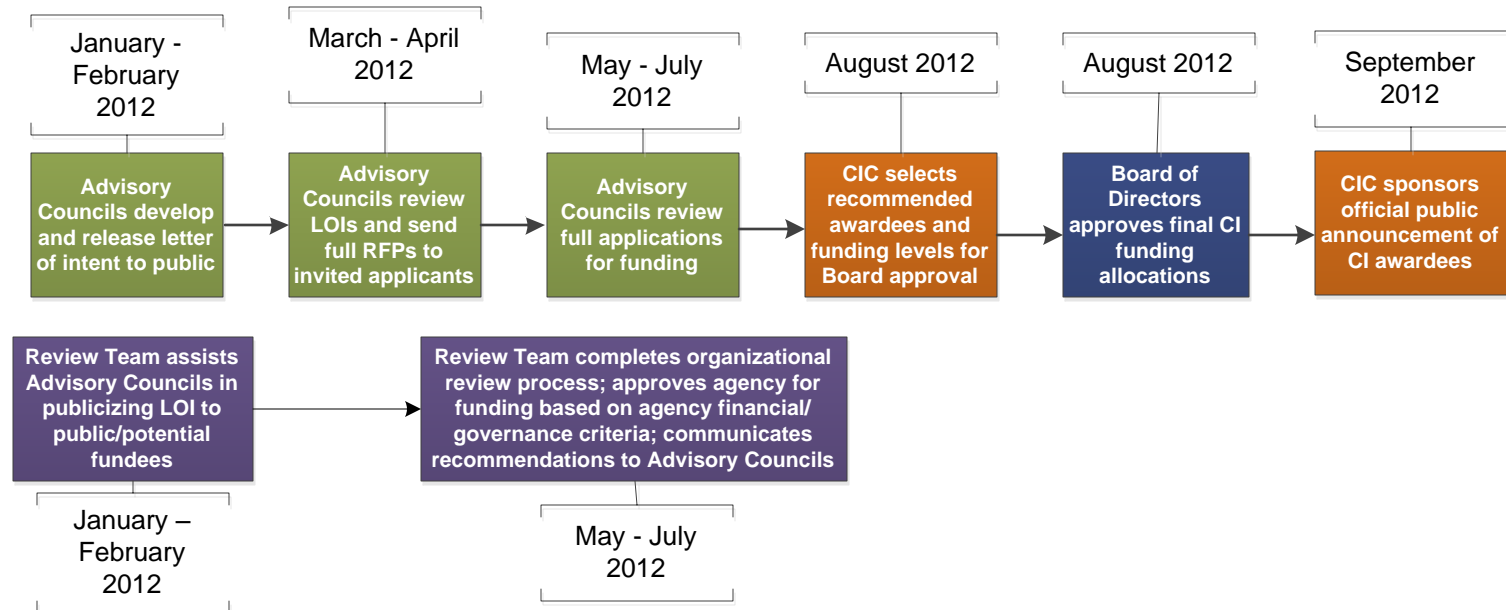 January -
February
2012
March - April
2012
May - July
2012
August 2012
August 2012
September
2012
Advisory
Councils develop
and release letter
of intent to public
Advisory
Councils review
LOIs and send
full RFPs to
invited applicants
Advisory
Councils review
full applications
for funding
CIC selects
recommended
awardees and
funding levels for
Board approval
Board of
Directors
approves final CI
funding
allocations
CIC sponsors
official public
announcement of
CI awardees
Review Team assists
Advisory Councils in
publicizing LOI to
public/potential
fundees
Review Team completes organizational
review process; approves agency for
funding based on agency financial/
governance criteria; communicates
recommendations to Advisory Councils
January –
February
2012
May - July
2012